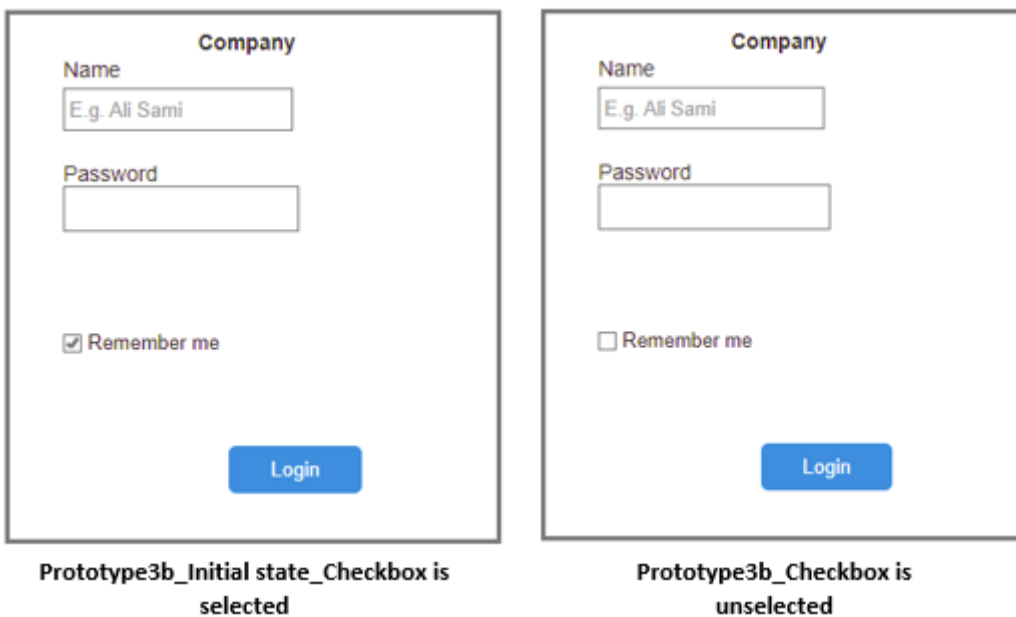 Company
Name
E.g. Ali Sami
Password
Remember me
Login
Prototype3b_Initial state_Checkbox is
selected
Company
Name
E.g. Ali Sami
Password
Remember me
Login
Prototype3b_Checkbox is
unselected